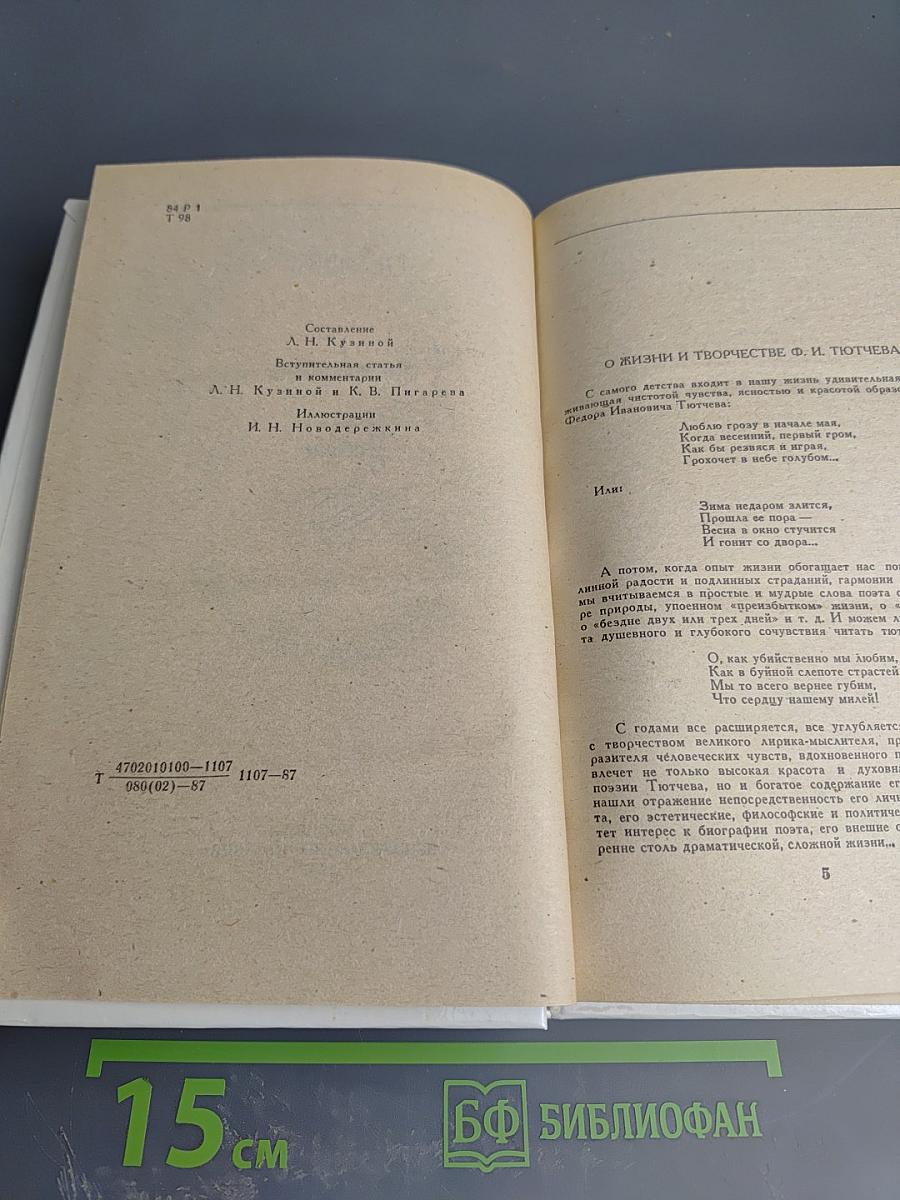 84 Р 1
Т 98
Составление
Л. Н. Кузиной
Вступительная статья
и комментарии
Л. Н. Кузиной и К. В. Пигарева
Иллюстрации
И. Н. Новодережкина
Т 4702010100—1107 1107—87
080(02)—87
О ЖИЗНИ И ТВОРЧЕСТВЕ Ф. И. ТЮТЧЕВА
С самого детства входит в нашу жизнь удивительная
живающая чистотой чувства, ясностью и красотой
Федора Ивановича Тютчева:
Люблю грозу в начале мая,
Когда весенний, первый гром,
Как бы резвяся и играя,
Грохочет в небе голубом...
Или:
Зима недаром злится,
Прошла ее пора —
Весна в окно стучится
И гонит со двора...
А потом, когда опыт жизни обогащает нас
линной радости и подлинных страданий, гармонии
мы вчитываемся в простые и мудрые слова поэта
ре природы, упоенном «преизбытком» жизни, о
о «бездне двух или трех дней» и т. д. И можем
та душевного и глубокого сочувствия читать
О, как убийственно мы любим,
Как в буйной слепоте страстей
Мы то всего вернее губим,
Что сердцу нашему милей!
С годами все расширяется, все углубляется
с творчеством великого лирика-мыслителя,
разителя человеческих чувств, вдохновенного
влечет не только высокая красота и
поэзии Тютчева, но и богатое содержание
нашли отражение непосредственность его
та, его эстетические, философские и
тет интерес к биографии поэта, его внешне
ренне столь драматической, сложной жизни...
5
15 см
БФ БИБЛИОФАН